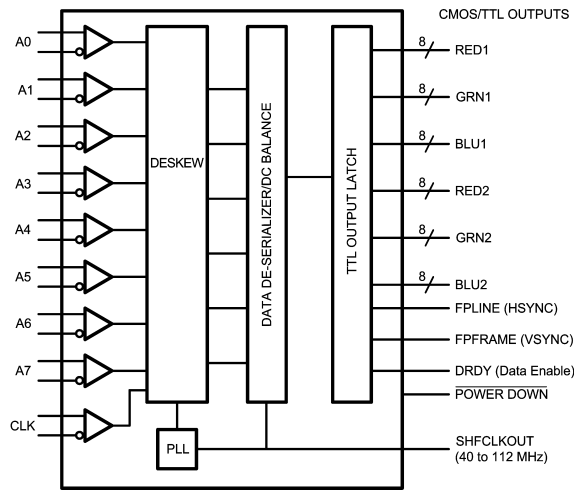 CMOS/TTL OUTPUTS
A0
A1
A2
A3
A4
A5
A6
A7
CLK
DESKEW
PLL
DATA DE-SERIALIZER/DC BALANCE
TTL OUTPUT LATCH
8
RED1
8
GRN1
8
BLU1
8
RED2
8
GRN2
8
BLU2
FPLINE (HSYNC)
FPFRAME (VSYNC)
DRDY (Data Enable)
POWER DOWN
SHFCLKOUT
(40 to 112 MHz)